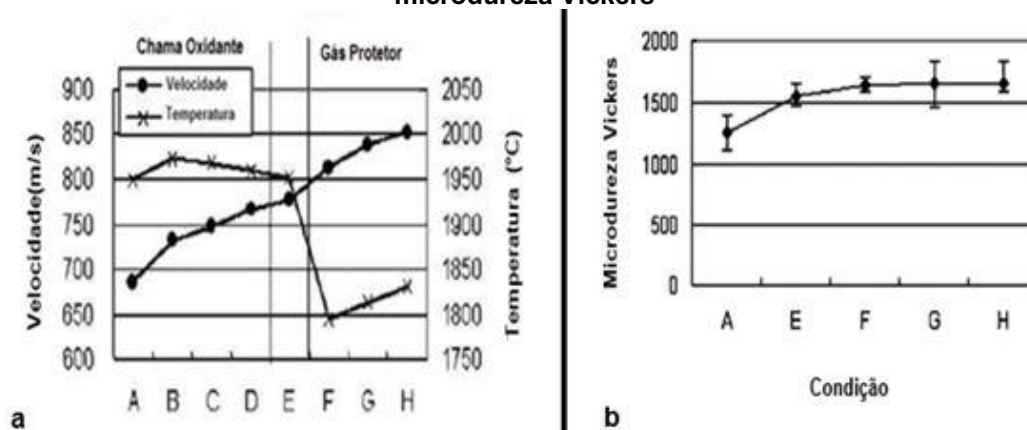 microdureza Vickers
Chama Oxidante
Gás Protetor
Velocidade
Temperatura
900
850
800
750
700
650
600
Velocidade(m/s)
2050
2000
1950
1900
1850
1800
1750
Temperatura (°C)
A B C D E F G H
a
2000
1500
1000
500
0
Microdureza Vickers
A E F G H
Condição
b